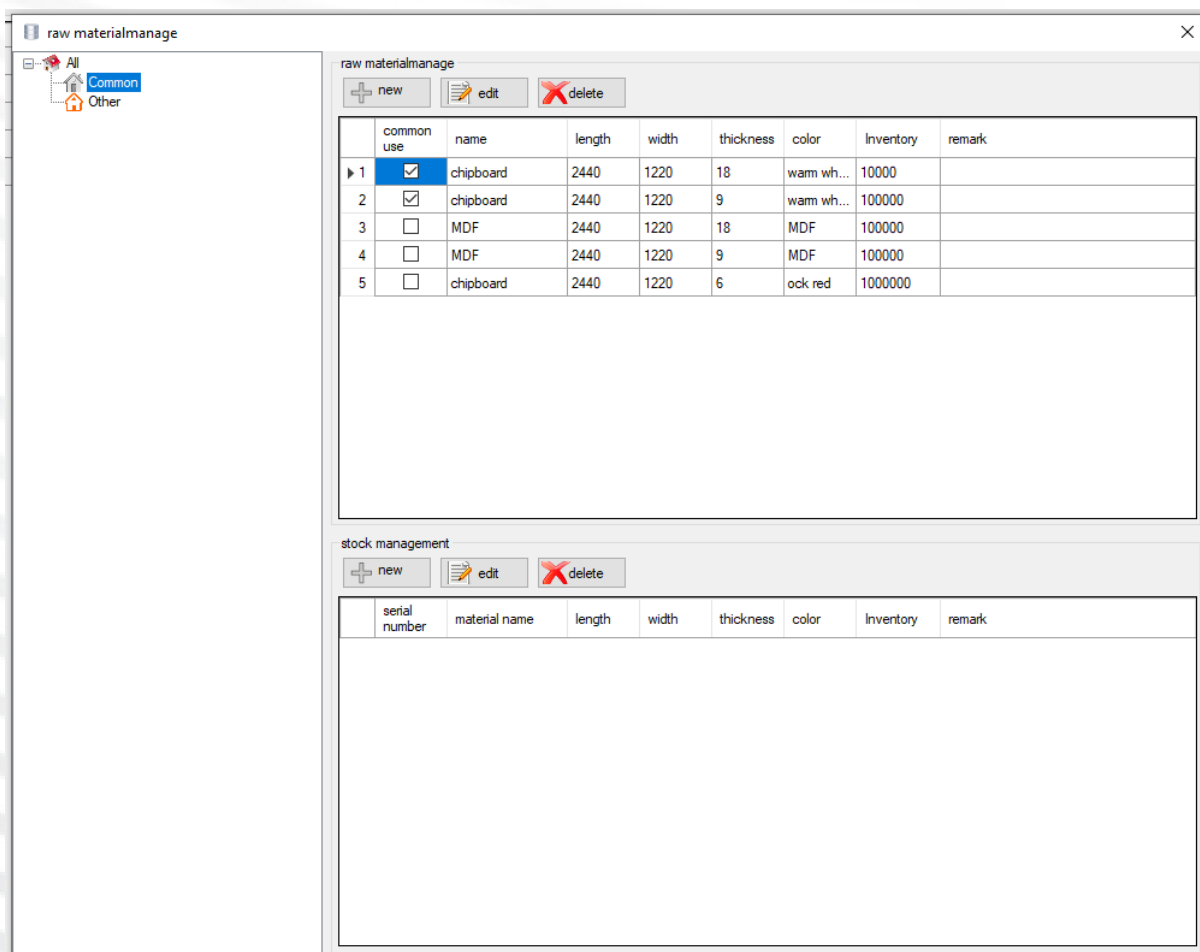 raw materialmanage
All
Common
Other
raw materialmanage
new edit delete
common use name length width thickness color Inventory remark
1 chipboard 2440 1220 18 warm wh... 10000
2 chipboard 2440 1220 9 warm wh... 100000
3 MDF 2440 1220 18 MDF 100000
4 MDF 2440 1220 9 MDF 100000
5 chipboard 2440 1220 6 ock red 1000000
stock management
new edit delete
serial number material name length width thickness color Inventory remark